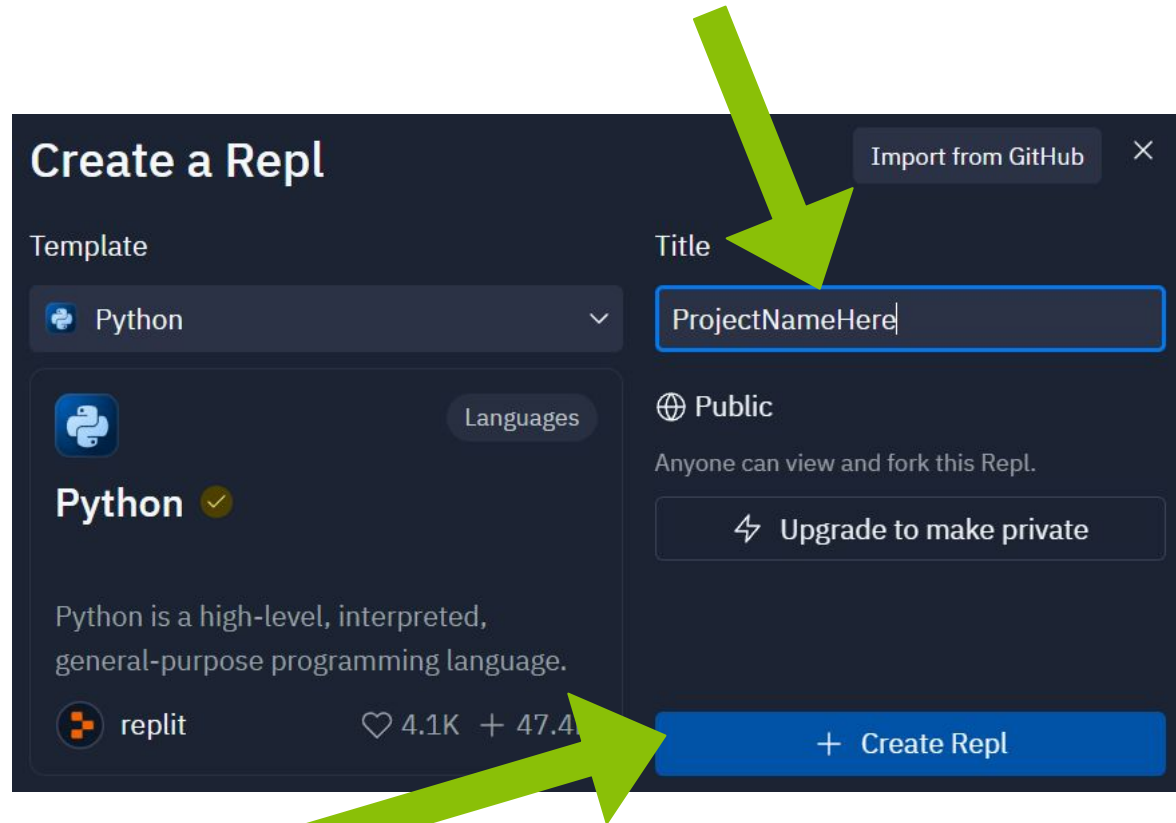 Create a Repl
Import from GitHub
Template
Python
Languages
Python
Python is a high-level, interpreted,
general-purpose programming language.
replit
4.1K
Title
ProjectNameHere
Public
Anyone can view and fork this Repl.
Upgrade to make private
+ Create Repl